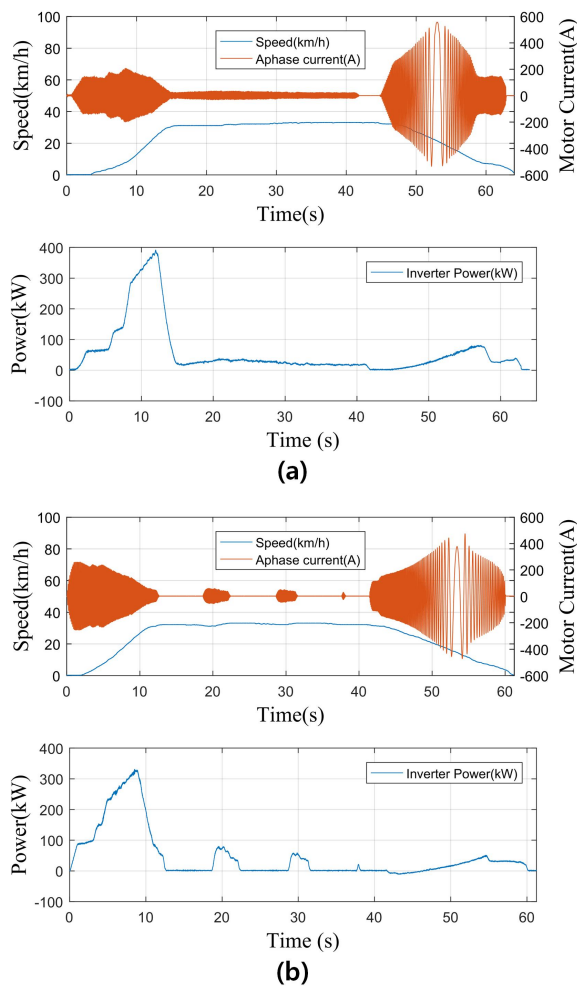 100
80
60
40
20
0
Speed(km/h)
600
400
200
0
-200
-400
-600
Motor Current(A)
Speed(km/h)
Aphase current(A)
0 10 20 30 40 50 60
Time(s)
400
300
200
100
0
-100
Power(kW)
Inverter Power(kW)
0 10 20 30 40 50 60
Time (s)
(a)
100
80
60
40
20
0
Speed(km/h)
600
400
200
0
-200
-400
-600
Motor Current(A)
Speed(km/h)
Aphase current(A)
0 10 20 30 40 50 60
Time(s)
400
300
200
100
0
-100
Power(kW)
Inverter Power(kW)
0 10 20 30 40 50 60
Time (s)
(b)